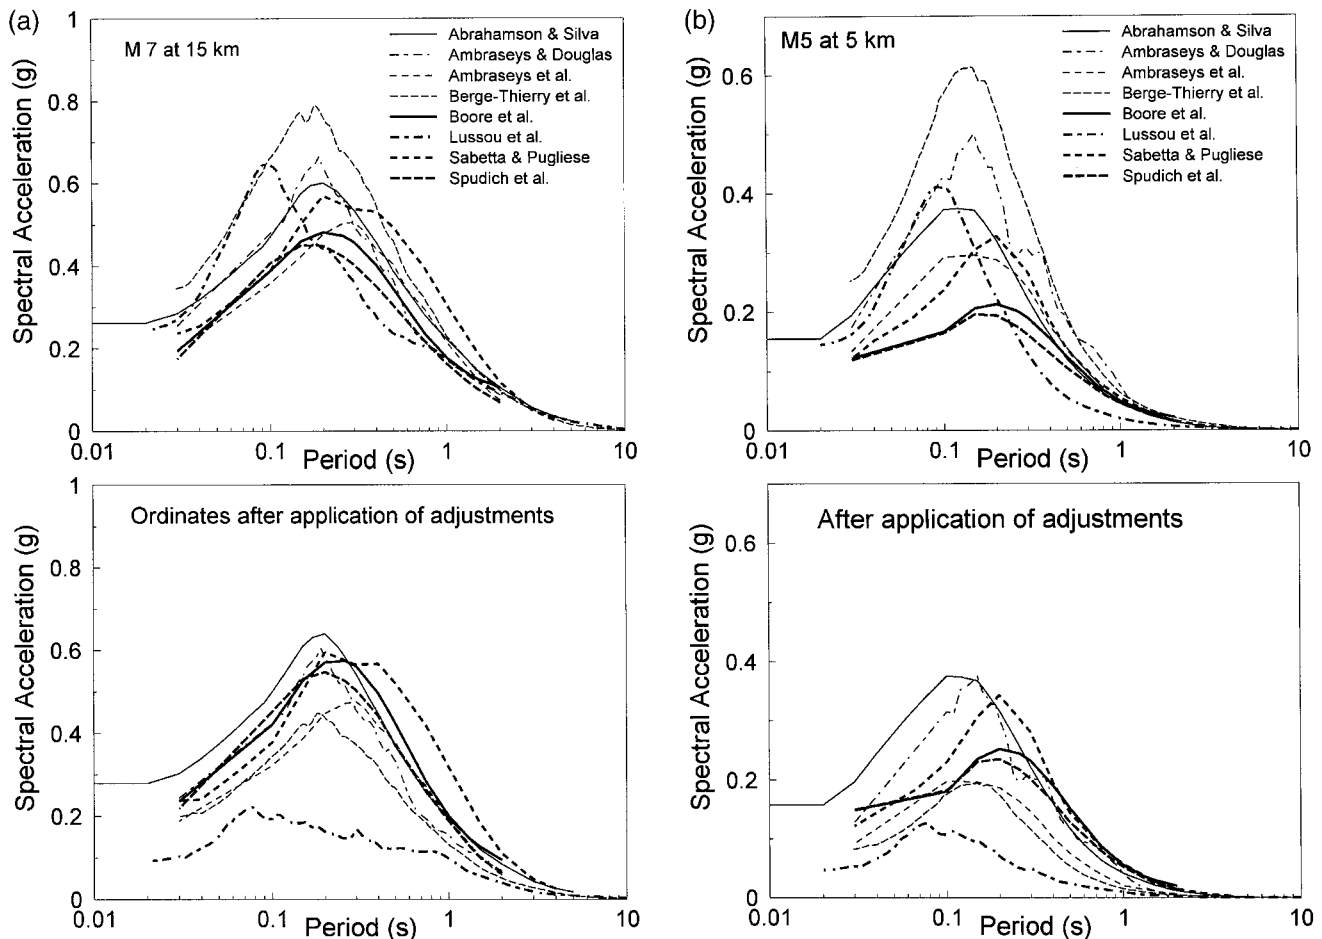 (a)
M 7 at 15 km
Abrahamson & Silva
Ambraseys & Douglas
Ambraseys et al.
Berge-Thierry et al.
Boore et al.
Lussou et al.
Sabetta & Pugliese
Spudich et al.
Spectral Acceleration (g)
1
0.8
0.6
0.4
0.2
0
0.01
0.1
1
10
Period (s)
(b)
M5 at 5 km
Abrahamson & Silva
Ambraseys & Douglas
Ambraseys et al.
Berge-Thierry et al.
Boore et al.
Lussou et al.
Sabetta & Pugliese
Spudich et al.
Spectral Acceleration (g)
0.6
0.4
0.2
0
0.01
0.1
1
10
Period (s)
Ordinates after application of adjustments
Spectral Acceleration (g)
1
0.8
0.6
0.4
0.2
0
0.01
0.1
1
10
Period (s)
After application of adjustments
Spectral Acceleration (g)
0.6
0.4
0.2
0
0.01
0.1
1
10
Period (s)